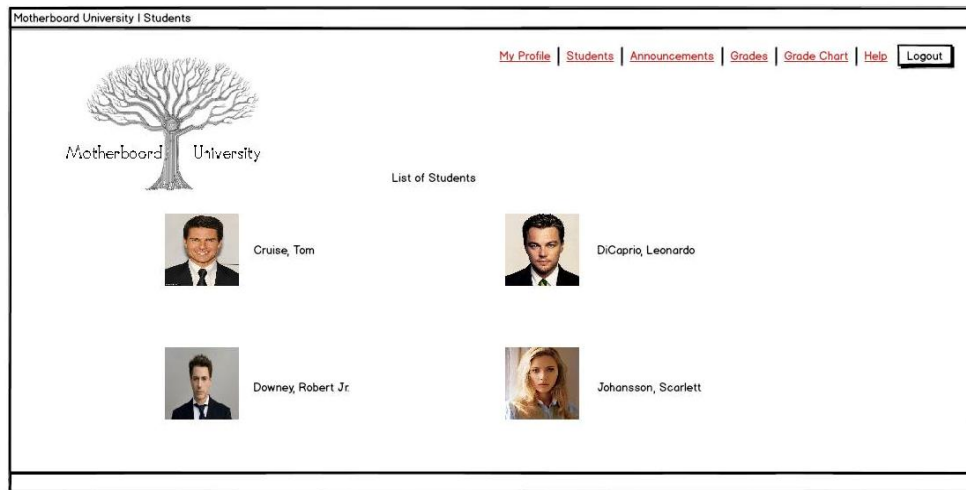 Motherboard University | Students
My Profile | Students | Announcements | Grades | Grade Chart | Help Logout
Motherboard University
List of Students
Cruise, Tom
DiCaprio, Leonardo
Downey, Robert Jr.
Johansson, Scarlett